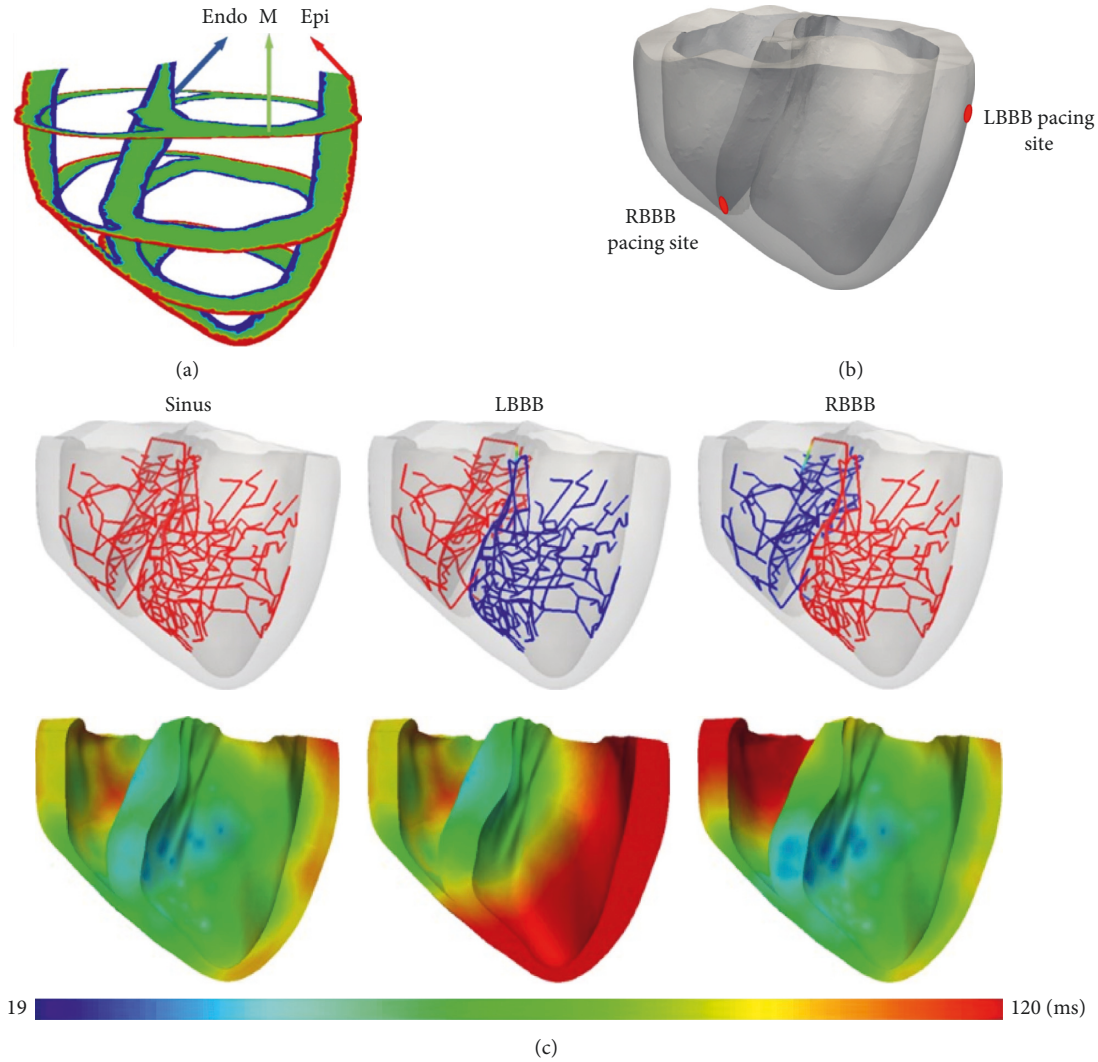 Endo M Epi
LBBB pacing
site
RBBB
pacing site
(a)
(b)
Sinus
LBBB
RBBB
19
120 (ms)
(c)